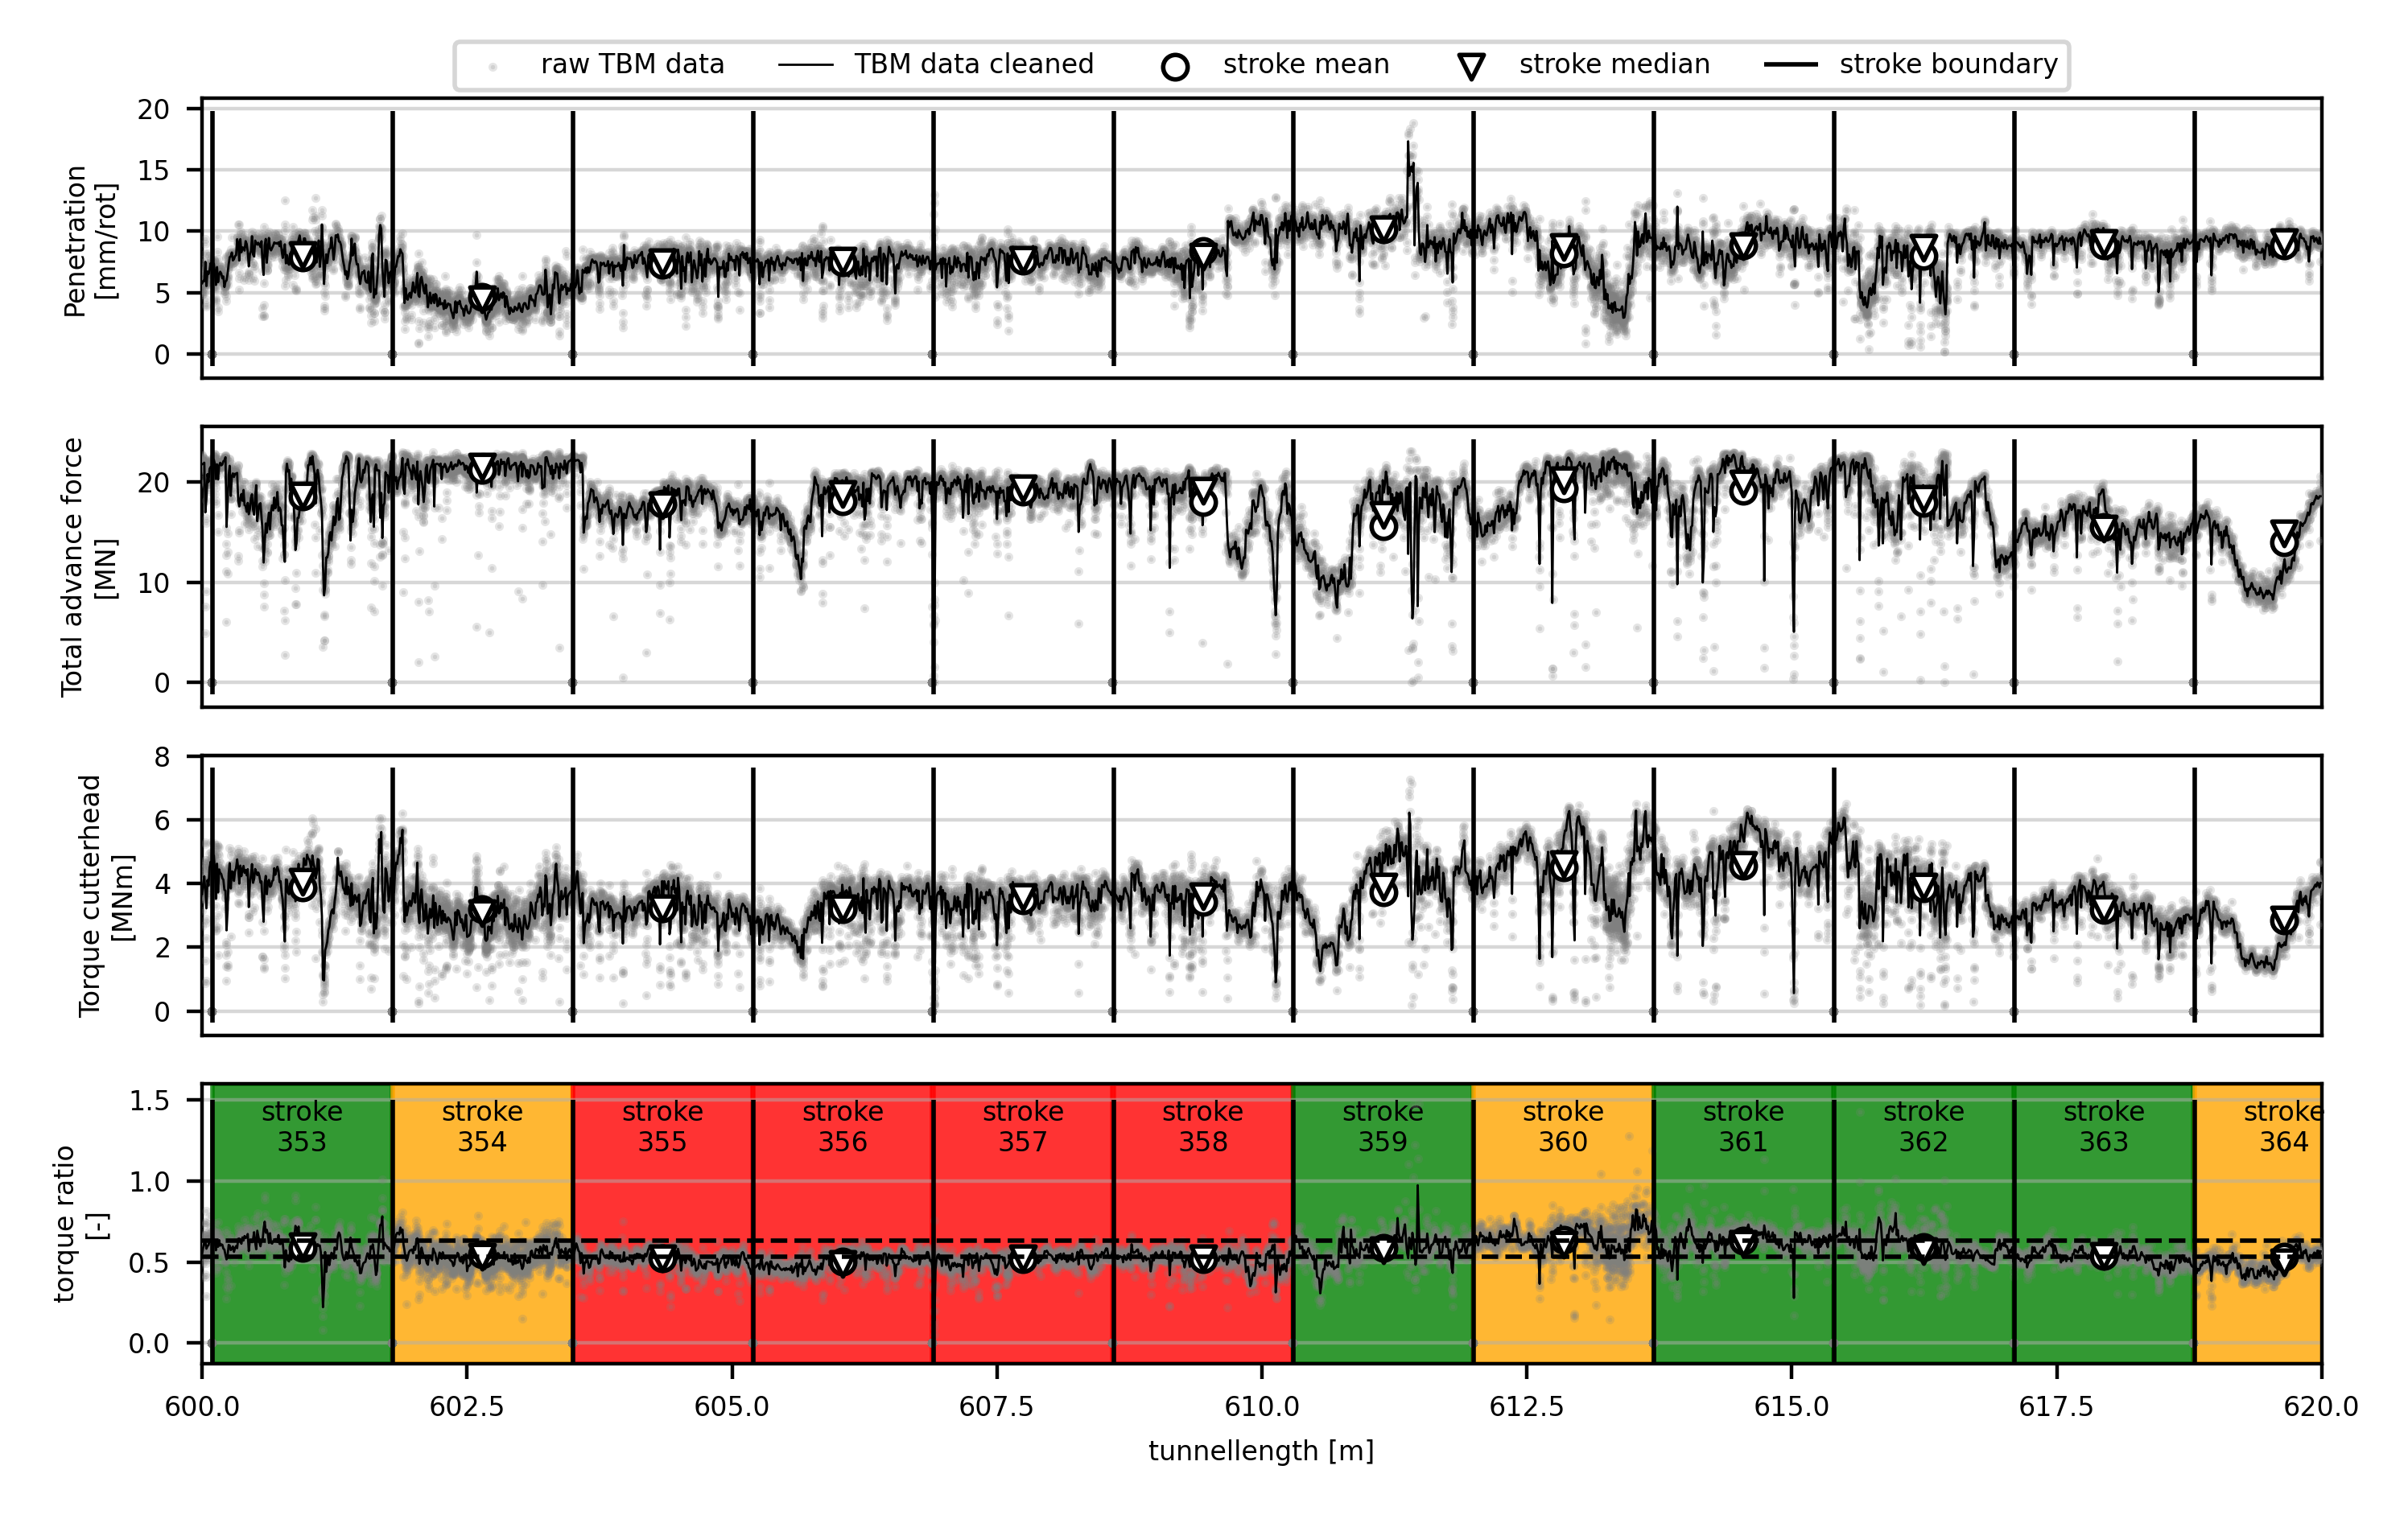 raw TBM data TBM data cleaned stroke mean stroke median stroke boundary
Penetration
[mm/rot]
20
15
10
5
0
Total advance force
[MN]
20
10
0
Torque cutterhead
[MNm]
8
6
4
2
0
torque ratio
[-]
1.5
1.0
0.5
0.0
stroke
353
stroke
354
stroke
355
stroke
356
stroke
357
stroke
358
stroke
359
stroke
360
stroke
361
stroke
362
stroke
363
stroke
364
600.0 602.5 605.0 607.5 610.0 612.5 615.0 617.5 620.0
tunnellength [m]